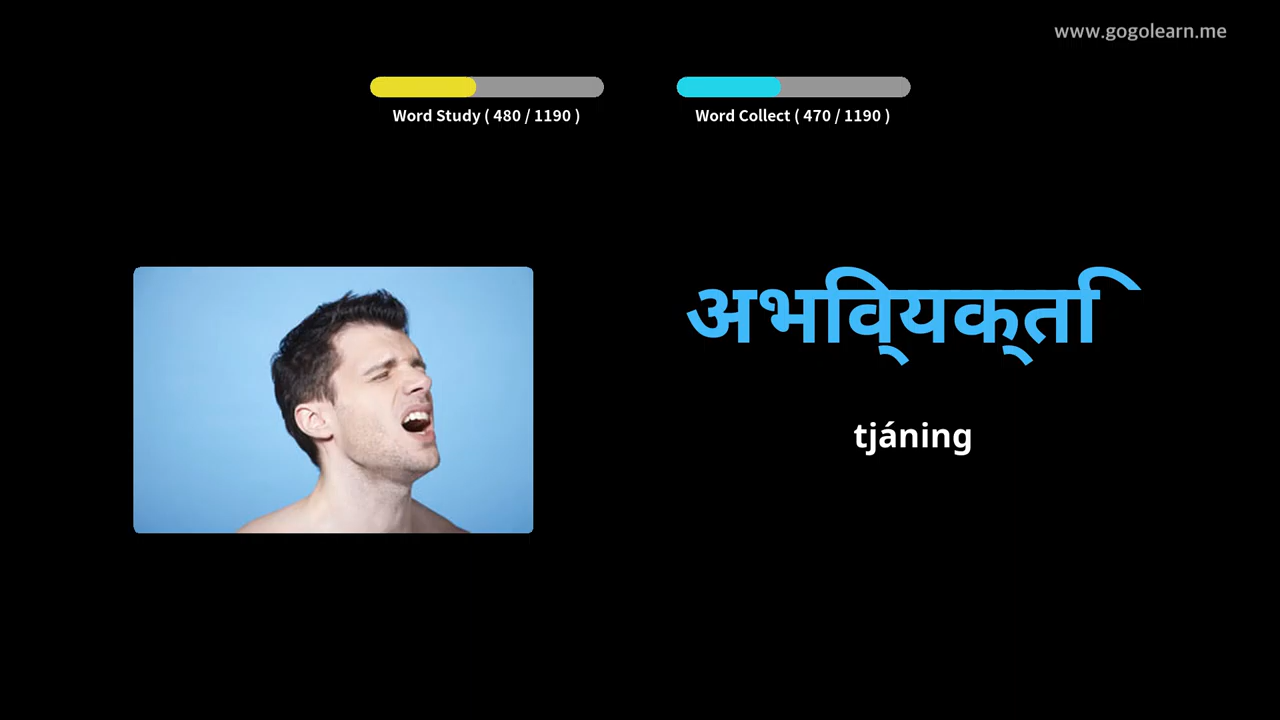 www.gogolearn.me
Word Study ( 480 / 1190 )
Word Collect ( 470 / 1190 )
अभिव्यक्ति
tjáning